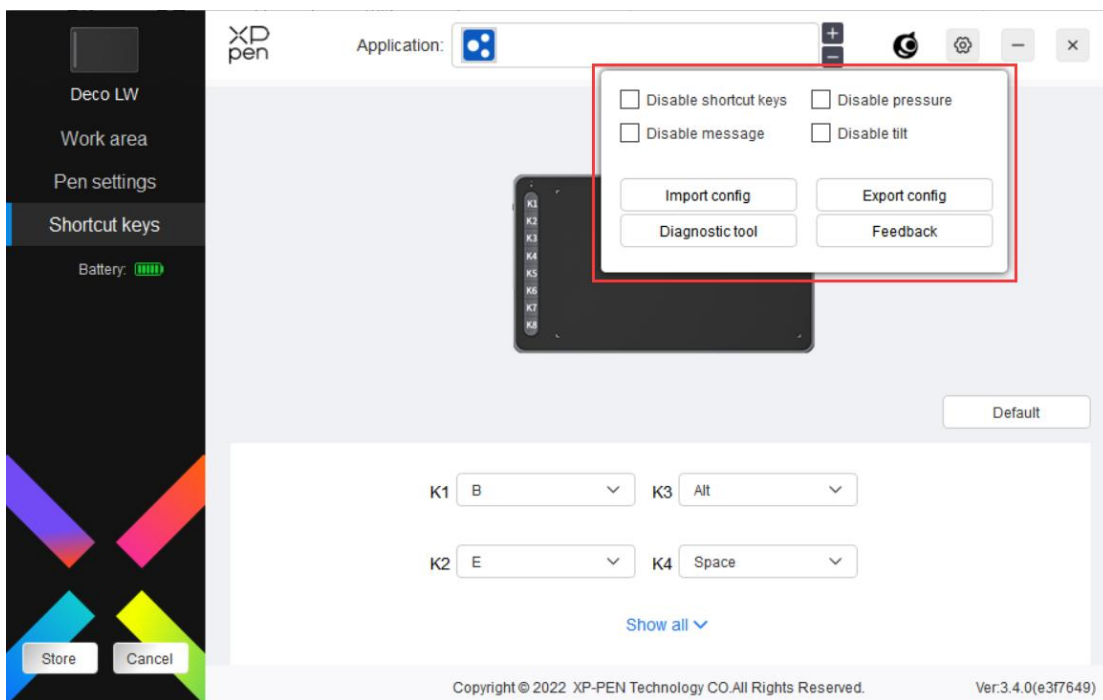 XP
pen
Application:
Deco LW
Work area
Pen settings
Shortcut keys
Battery:
Disable shortcut keys
Disable pressure
Disable message
Disable tilt
Import config
Export config
Diagnostic tool
Feedback
K1
K2
K3
K4
K5
K6
K7
K8
Default
K1 B
K3 Alt
K2 E
K4 Space
Show all
Store
Cancel
Copyright © 2022 XP-PEN Technology CO.All Rights Reserved.
Ver:3.4.0(e3f7649)